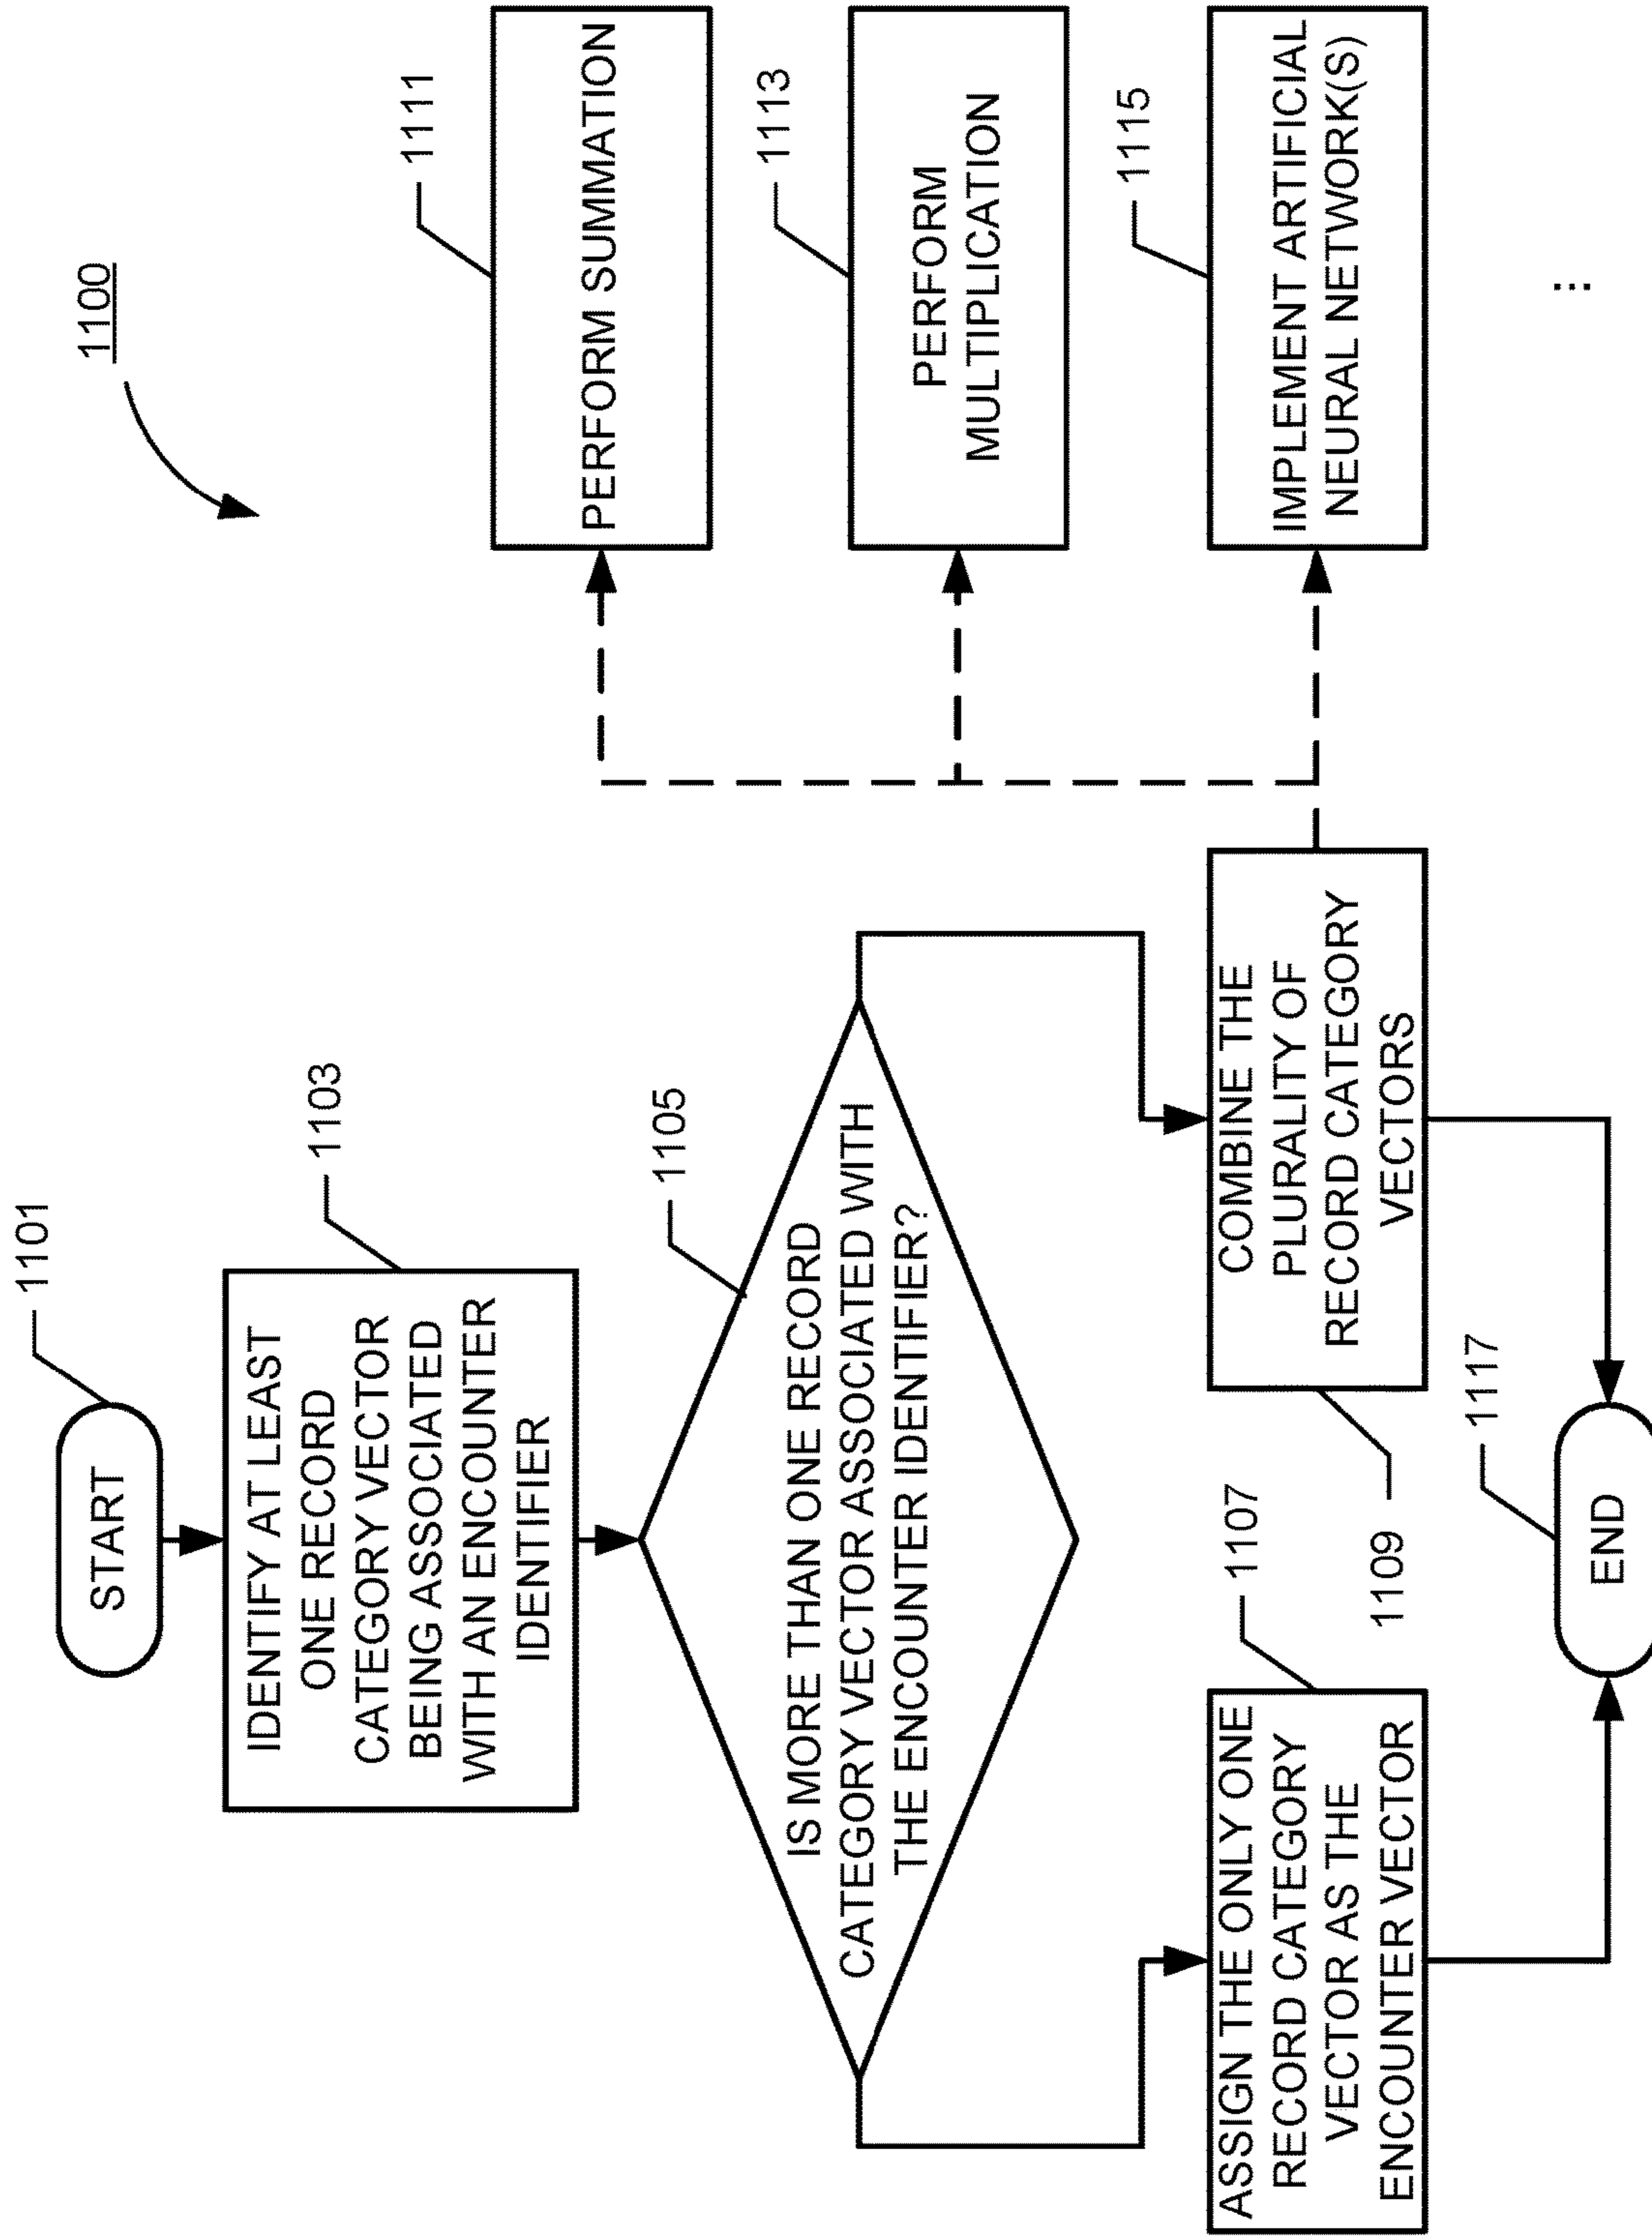 1100
1101
START
1103
IDENTIFY AT LEAST
ONE RECORD
CATEGORY VECTOR
BEING ASSOCIATED
WITH AN ENCOUNTER
IDENTIFIER
1105
IS MORE THAN ONE RECORD
CATEGORY VECTOR ASSOCIATED WITH
THE ENCOUNTER IDENTIFIER?
1107
ASSIGN THE ONLY ONE
RECORD CATEGORY
VECTOR AS THE
ENCOUNTER VECTOR
1109
COMBINE THE
PLURALITY OF
RECORD CATEGORY
VECTORS
1111
PERFORM SUMMATION
1113
PERFORM
MULTIPLICATION
1115
IMPLEMENT ARTIFICIAL
NEURAL NETWORK(S)
...
1117
END